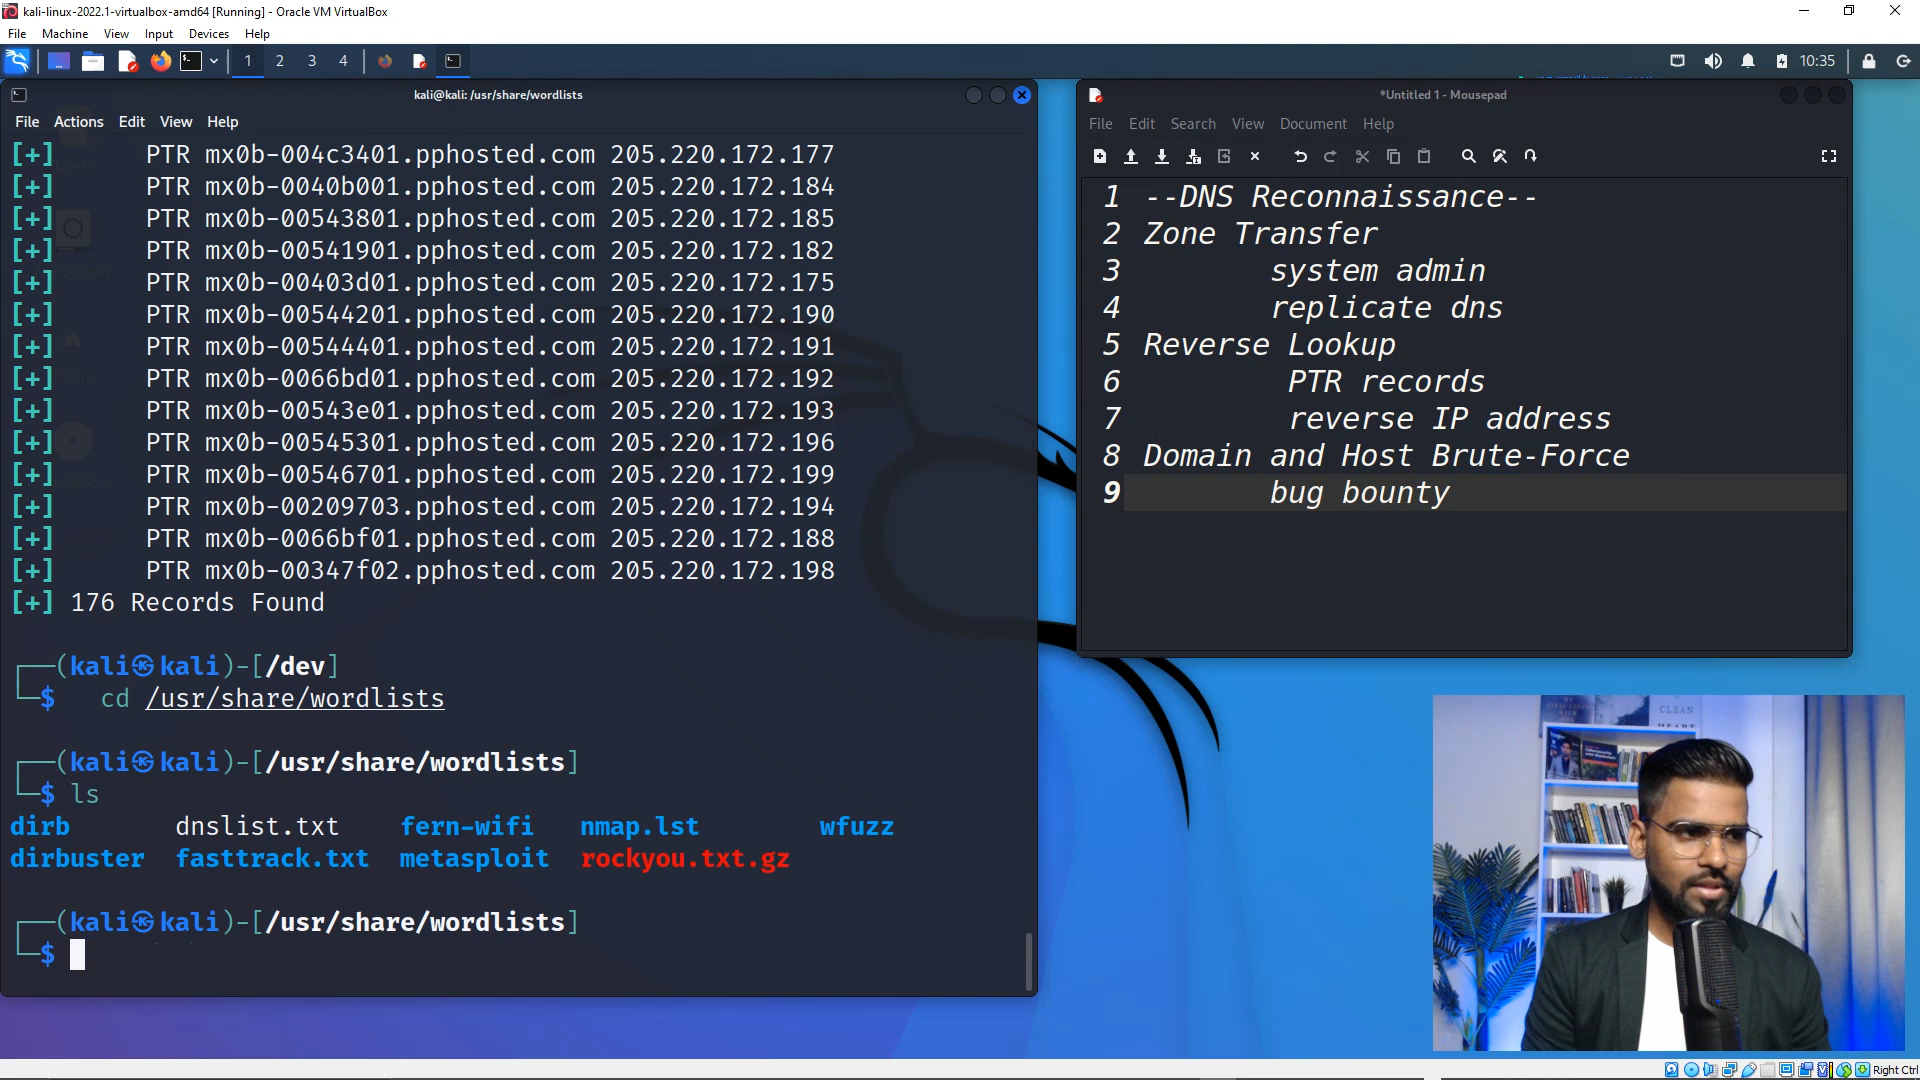 kali-linux-2022.1-virtualbox-amd64 [Running] - Oracle VM VirtualBox
File Machine View Input Devices Help
1 2 3 4
10:35
kali@kali: /usr/share/wordlists
File Actions Edit View Help
[+] PTR mx0b-004c3401.pphosted.com 205.220.172.177
[+] PTR mx0b-0040b001.pphosted.com 205.220.172.184
[+] PTR mx0b-00543801.pphosted.com 205.220.172.185
[+] PTR mx0b-00541901.pphosted.com 205.220.172.182
[+] PTR mx0b-00403d01.pphosted.com 205.220.172.175
[+] PTR mx0b-00544201.pphosted.com 205.220.172.190
[+] PTR mx0b-00544401.pphosted.com 205.220.172.191
[+] PTR mx0b-0066bd01.pphosted.com 205.220.172.192
[+] PTR mx0b-00543e01.pphosted.com 205.220.172.193
[+] PTR mx0b-00545301.pphosted.com 205.220.172.196
[+] PTR mx0b-00546701.pphosted.com 205.220.172.199
[+] PTR mx0b-00209703.pphosted.com 205.220.172.194
[+] PTR mx0b-0066bf01.pphosted.com 205.220.172.188
[+] PTR mx0b-00347f02.pphosted.com 205.220.172.198
[+] 176 Records Found
┌──(kali㉿kali)-[/dev]
└─$ cd /usr/share/wordlists
┌──(kali㉿kali)-[/usr/share/wordlists]
└─$ ls
dirb dnslist.txt fern-wifi nmap.lst wfuzz
dirbuster fasttrack.txt metasploit rockyou.txt.gz
┌──(kali㉿kali)-[/usr/share/wordlists]
└─$
*Untitled 1 - Mousepad
File Edit Search View Document Help
1 --DNS Reconnaissance--
2 Zone Transfer
3 system admin
4 replicate dns
5 Reverse Lookup
6 PTR records
7 reverse IP address
8 Domain and Host Brute-Force
9 bug bounty
CLEAN
Right Ctrl